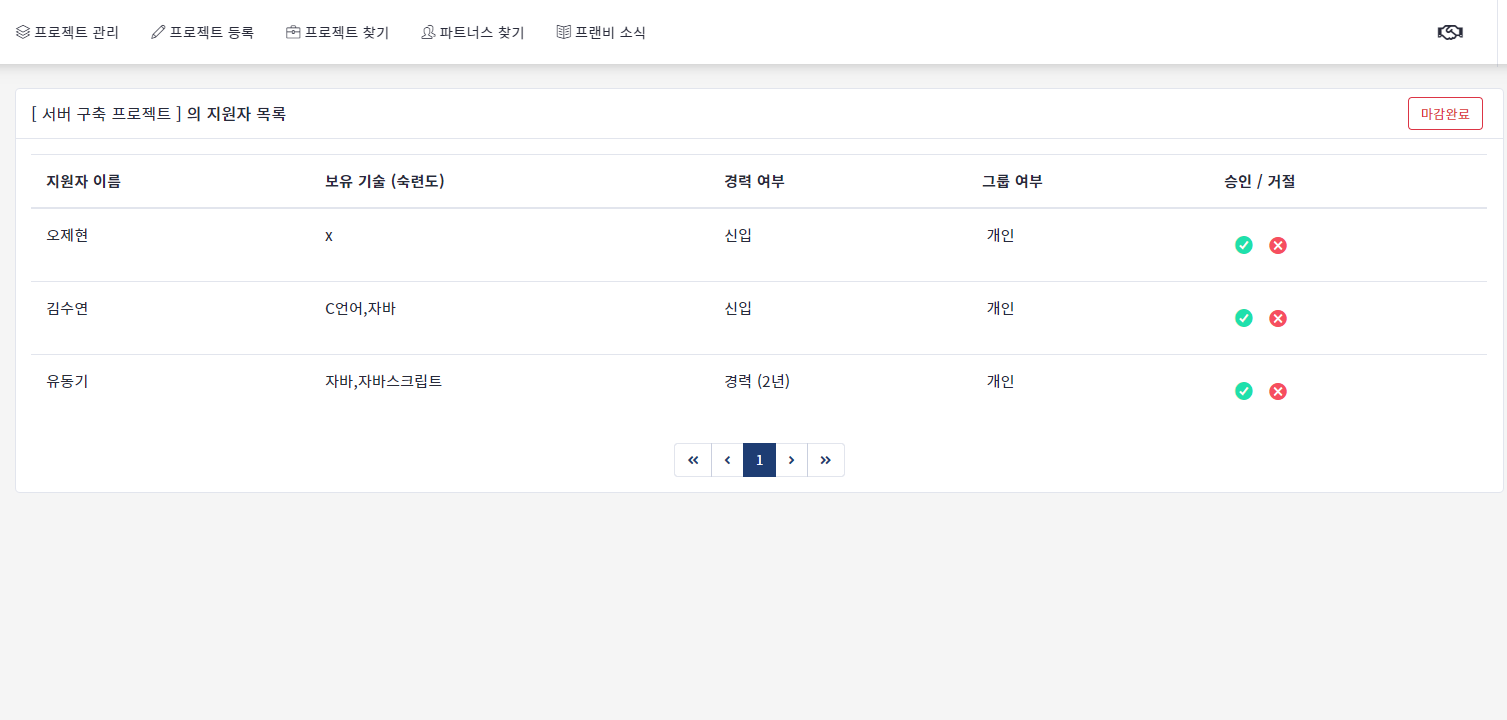 프로젝트 관리 프로젝트 등록 프로젝트 찾기 파트너스 찾기 프랜비 소식
[ 서버 구축 프로젝트 ] 의 지원자 목록 마감완료
지원자 이름 보유 기술 (숙련도) 경력 여부 그룹 여부 승인 / 거절
오제현 x 신입 개인
김수연 C언어,자바 신입 개인
유동기 자바,자바스크립트 경력 (2년) 개인
« ‹ 1 › »